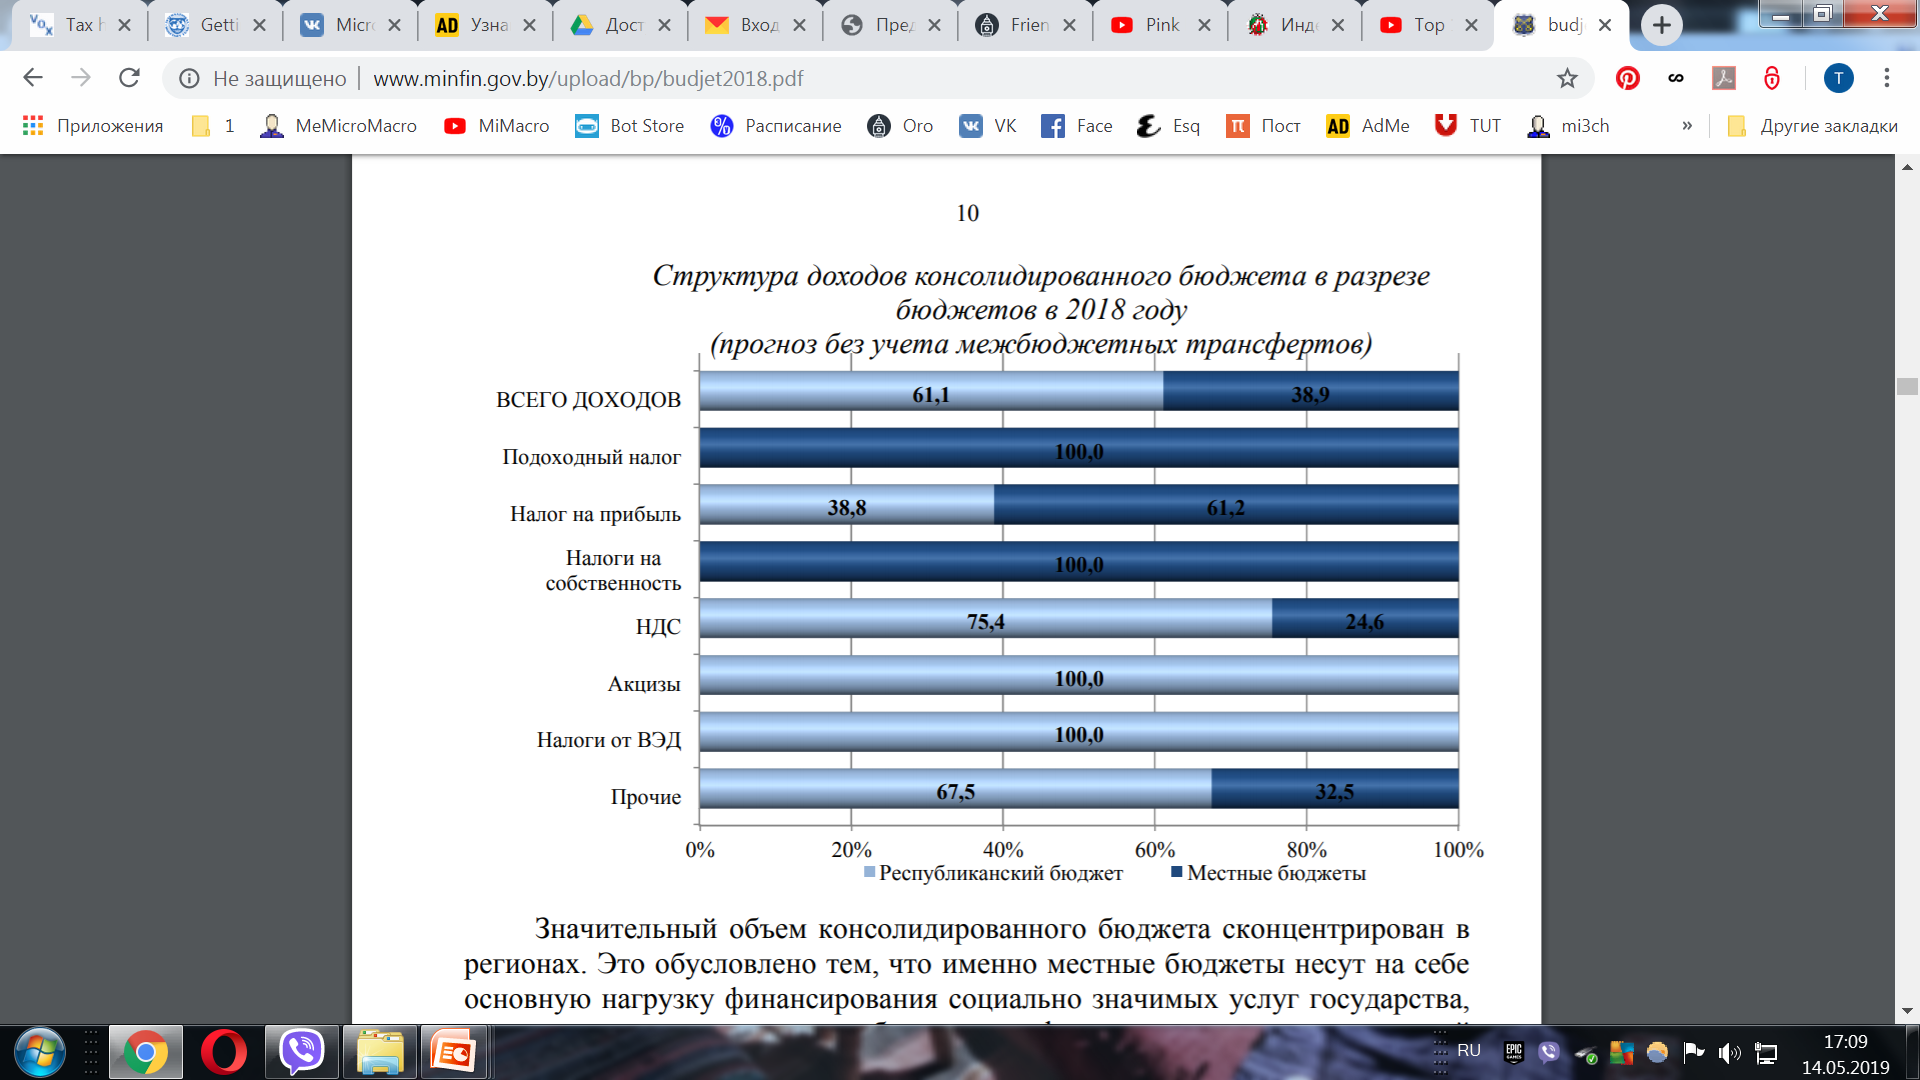 Tax h
Getti
Micro
Узна
Дост
Вход
Пред
Frien
Pink
Инде
Top
budje
Не защищено
www.minfin.gov.by/upload/bp/budjet2018.pdf
T
Приложения
1
MeMicroMacro
MiMacro
Bot Store
Расписание
Oro
VK
Face
Esq
Пост
AdMe
TUT
mi3ch
»
Другие закладки
10
Структура доходов консолидированного бюджета в разрезе
бюджетов в 2018 году
(прогноз без учета межбюджетных трансфертов)
ВСЕГО ДОХОДОВ 61,1 38,9
Подоходный налог 100,0
Налог на прибыль 38,8 61,2
Налоги на
собственность 100,0
НДС 75,4 24,6
Акцизы 100,0
Налоги от ВЭД 100,0
Прочие 67,5 32,5
0% 20% 40% 60% 80% 100%
Республиканский бюджет Местные бюджеты
Значительный объем консолидированного бюджета сконцентрирован в
регионах. Это обусловлено тем, что именно местные бюджеты несут на себе
основную нагрузку финансирования социально значимых услуг государства,
RU
EPIC
GAMES
17:09
14.05.2019